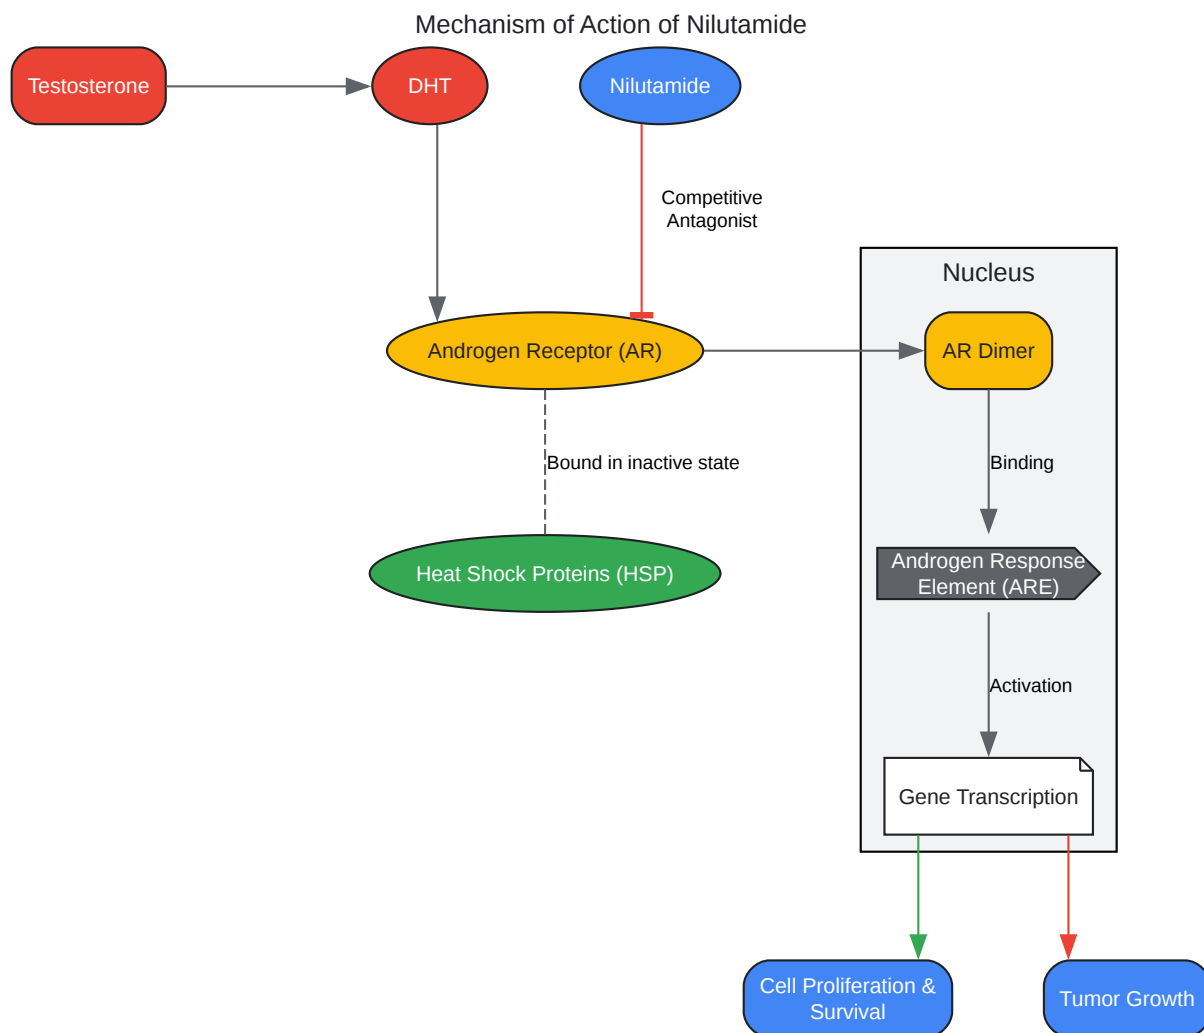 Mechanism of Action of Nilutamide
Testosterone
DHT
Nilutamide
Competitive
Antagonist
Nucleus
Androgen Receptor (AR)
AR Dimer
Bound in inactive state
Binding
Heat Shock Proteins (HSP)
Androgen Response
Element (ARE)
Activation
Gene Transcription
Cell Proliferation &
Survival
Tumor Growth